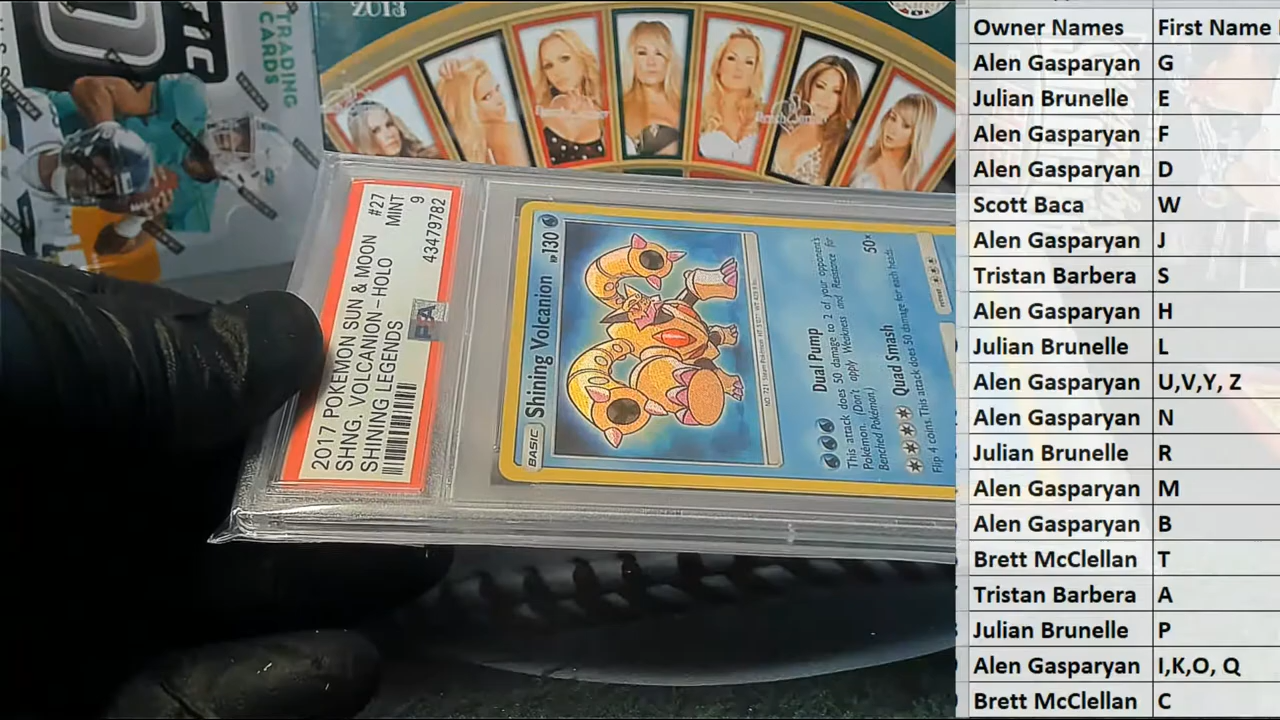 2013
TRADING
CARDS
TIC
2017 POKEMON SUN & MOON #27
SHNG. VOLCANION-HOLO MINT
SHINING LEGENDS 9
43479782
PSA
BASIC
Shining Volcanion
HP 130
Dual Pump
This attack does 50 damage to 2 of your opponent's
Pokémon. (Don't apply Weakness and Resistance for
Benched Pokémon.)
Quad Smash 50×
Flip 4 coins. This attack does 50 damage for each heads.
Owner Names First Name
Alen Gasparyan G
Julian Brunelle E
Alen Gasparyan F
Alen Gasparyan D
Scott Baca W
Alen Gasparyan J
Tristan Barbera S
Alen Gasparyan H
Julian Brunelle L
Alen Gasparyan U,V,Y, Z
Alen Gasparyan N
Julian Brunelle R
Alen Gasparyan M
Alen Gasparyan B
Brett McClellan T
Tristan Barbera A
Julian Brunelle P
Alen Gasparyan I,K,O, Q
Brett McClellan C